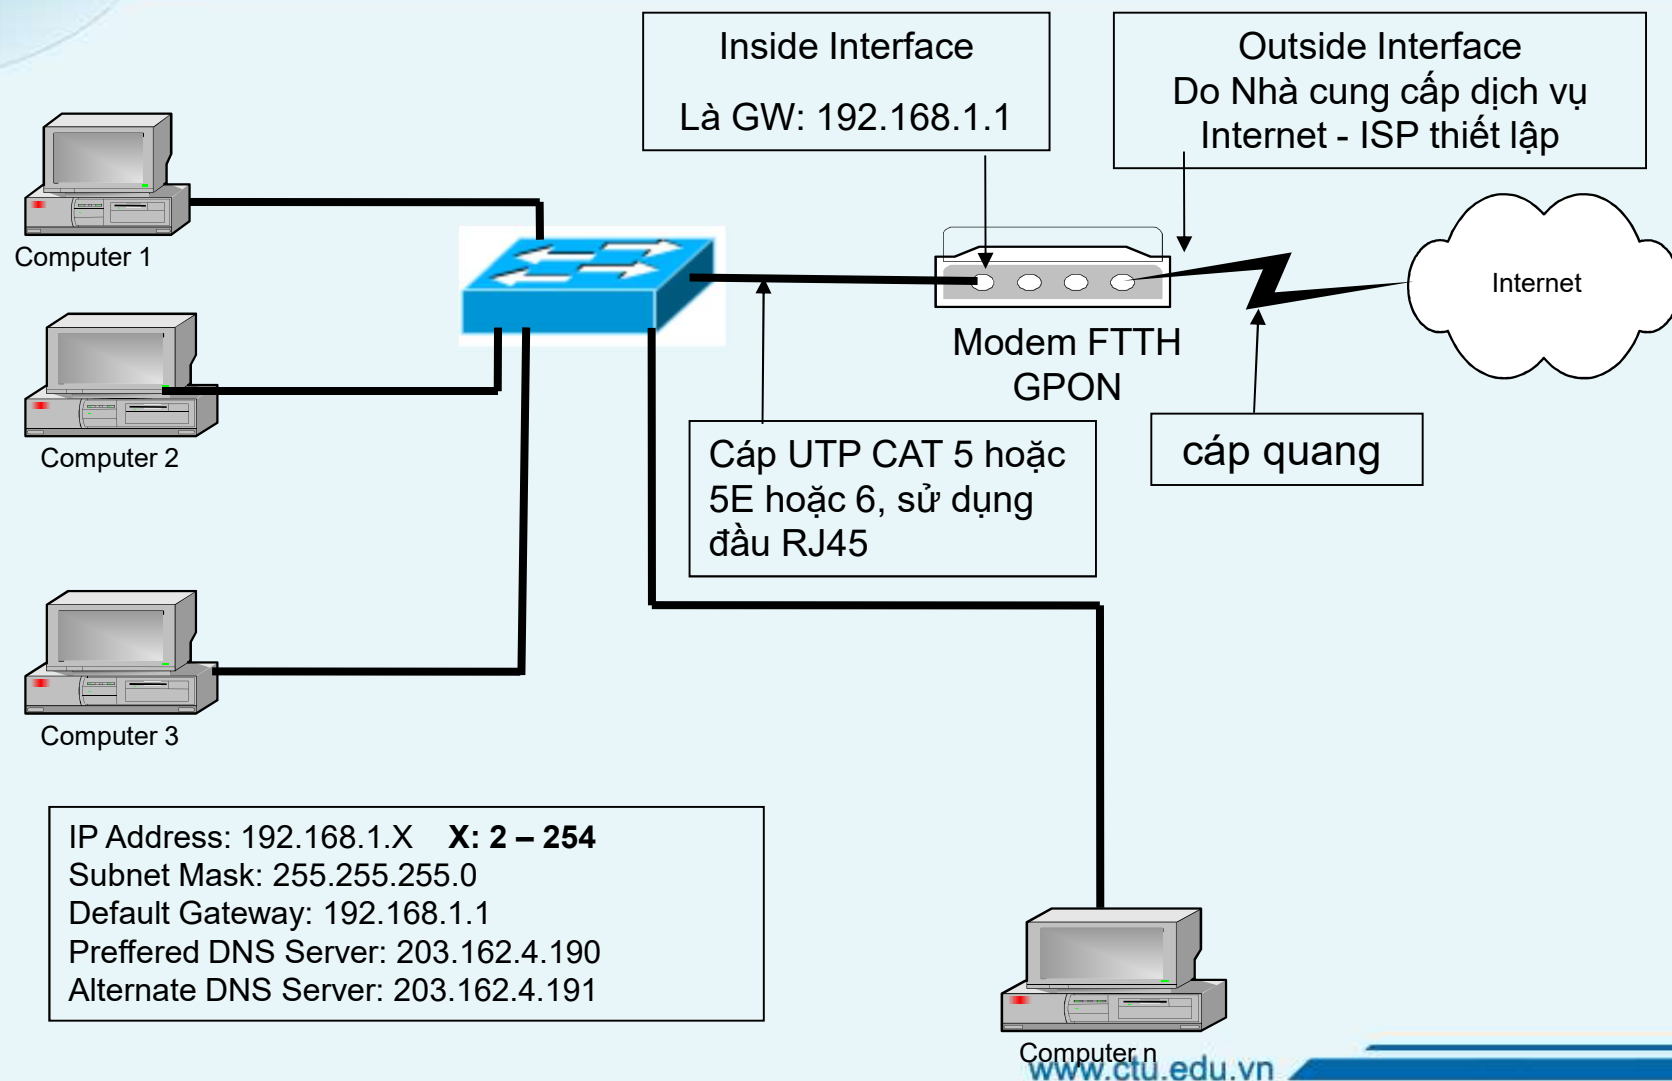 Inside Interface
Là GW: 192.168.1.1
Outside Interface
Do Nhà cung cấp dịch vụ
Internet - ISP thiết lập
Computer 1
Internet
Modem FTTH
GPON
Computer 2
Cáp UTP CAT 5 hoặc
5E hoặc 6, sử dụng
đầu RJ45
cáp quang
Computer 3
IP Address: 192.168.1.X X: 2 – 254
Subnet Mask: 255.255.255.0
Default Gateway: 192.168.1.1
Preffered DNS Server: 203.162.4.190
Alternate DNS Server: 203.162.4.191
Computer n
www.ctu.edu.vn